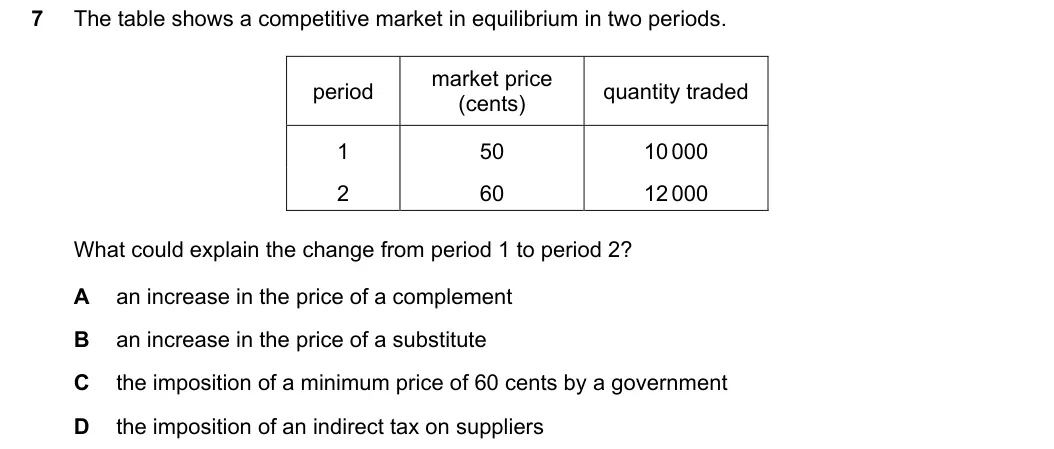 7 The table shows a competitive market in equilibrium in two periods.
period market price (cents) quantity traded
1 50 10 000
2 60 12 000
What could explain the change from period 1 to period 2?
A an increase in the price of a complement
B an increase in the price of a substitute
C the imposition of a minimum price of 60 cents by a government
D the imposition of an indirect tax on suppliers